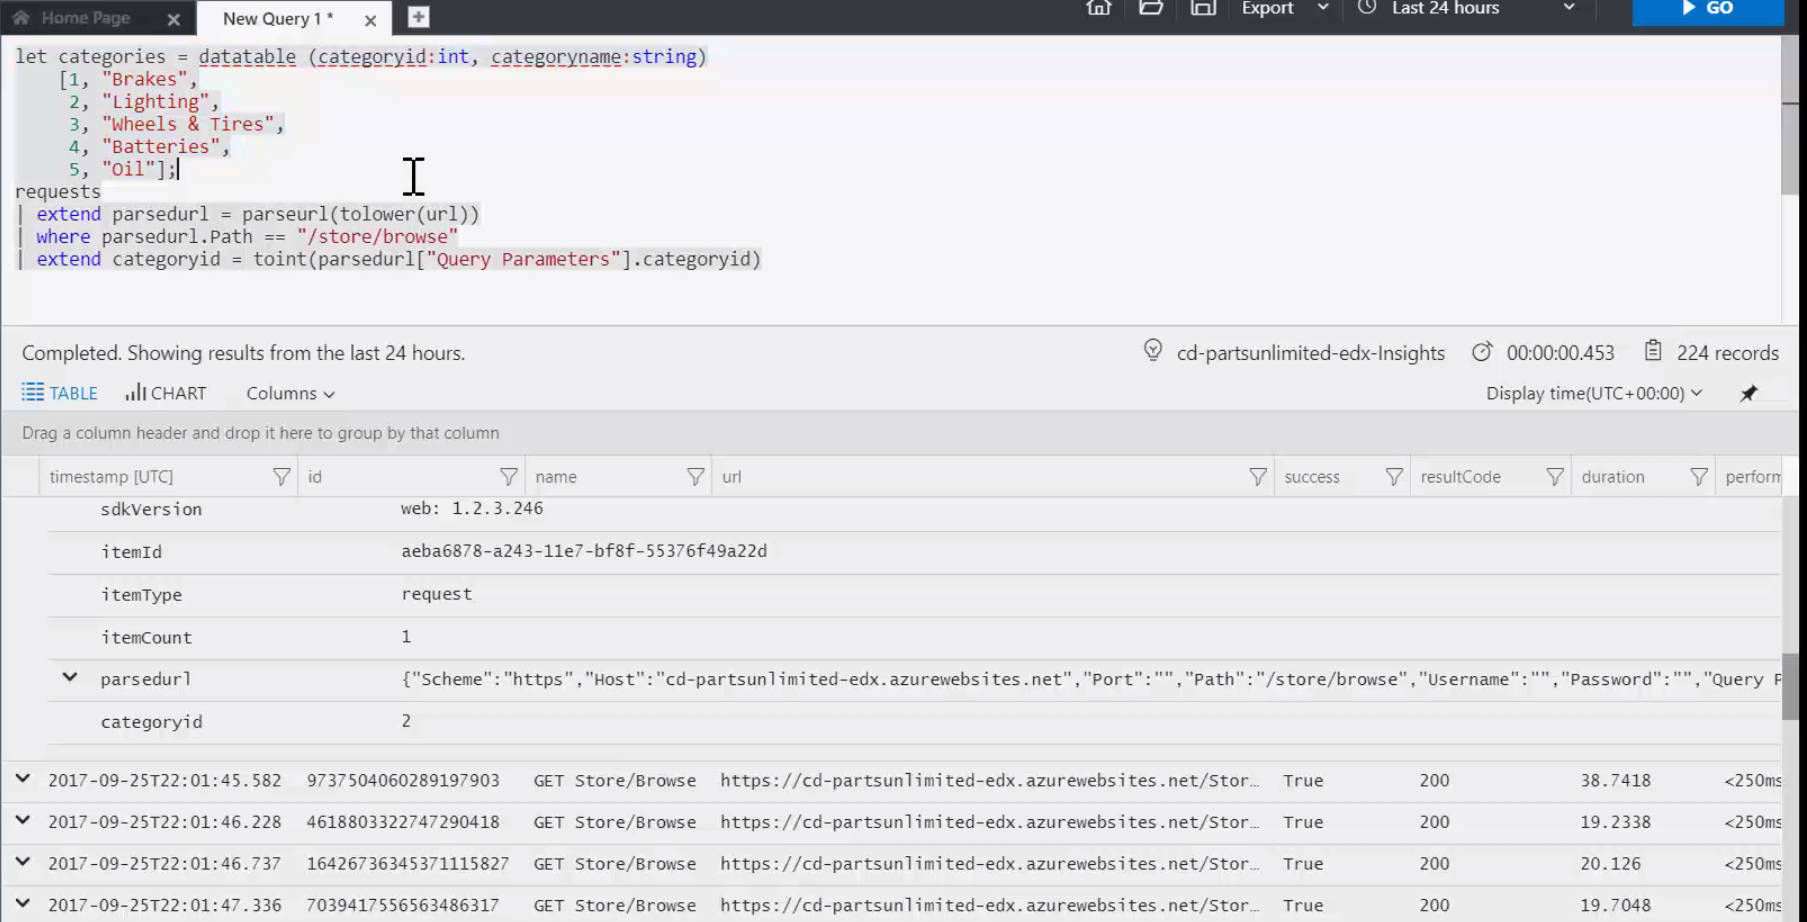 Home Page
New Query 1 *
Export
Last 24 hours
GO
let categories = datatable (categoryid:int, categoryname:string)
[1, "Brakes",
2, "Lighting",
3, "Wheels & Tires",
4, "Batteries",
5, "Oil"];
requests
| extend parsedurl = parseurl(tolower(url))
| where parsedurl.Path == "/store/browse"
| extend categoryid = toint(parsedurl["Query Parameters"].categoryid)
Completed. Showing results from the last 24 hours.
cd-partsunlimited-edx-Insights
00:00:00.453
224 records
TABLE
CHART
Columns
Display time(UTC+00:00)
Drag a column header and drop it here to group by that column
timestamp [UTC] id name url success resultCode duration perform
sdkVersion web: 1.2.3.246
itemId aeba6878-a243-11e7-bf8f-55376f49a22d
itemType request
itemCount 1
parsedurl {"Scheme":"https","Host":"cd-partsunlimited-edx.azurewebsites.net","Port":"","Path":"/store/browse","Username":"","Password":"","Query P
categoryid 2
2017-09-25T22:01:45.582 9737504060289197903 GET Store/Browse https://cd-partsunlimited-edx.azurewebsites.net/Stor... True 200 38.7418 <250ms
2017-09-25T22:01:46.228 4618803322747290418 GET Store/Browse https://cd-partsunlimited-edx.azurewebsites.net/Stor... True 200 19.2338 <250ms
2017-09-25T22:01:46.737 16426736345371115827 GET Store/Browse https://cd-partsunlimited-edx.azurewebsites.net/Stor... True 200 20.126 <250ms
2017-09-25T22:01:47.336 7039417556563486317 GET Store/Browse https://cd-partsunlimited-edx.azurewebsites.net/Stor... True 200 19.7048 <250ms